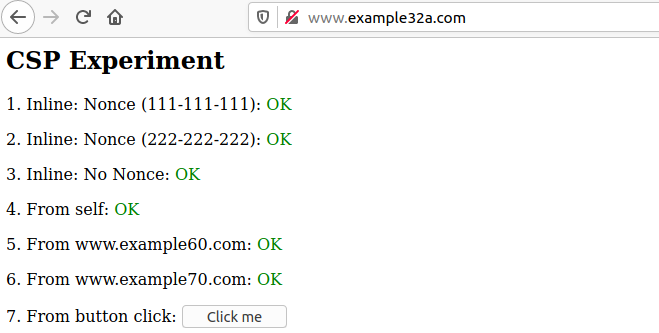 www.example32a.com
CSP Experiment
1. Inline: Nonce (111-111-111): OK
2. Inline: Nonce (222-222-222): OK
3. Inline: No Nonce: OK
4. From self: OK
5. From www.example60.com: OK
6. From www.example70.com: OK
7. From button click: Click me